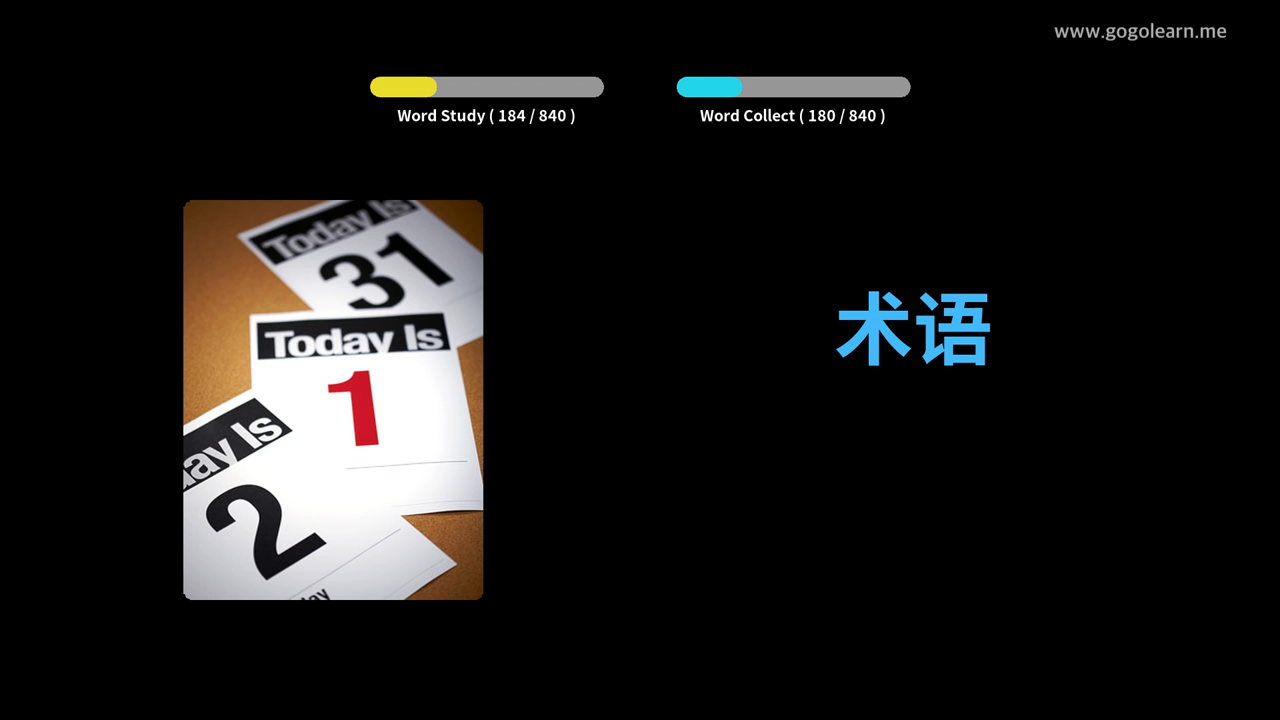 www.gogolearn.me
Word Study ( 184 / 840 )
Word Collect ( 180 / 840 )
Today Is
31
Today Is
1
ay Is
2
day
术语